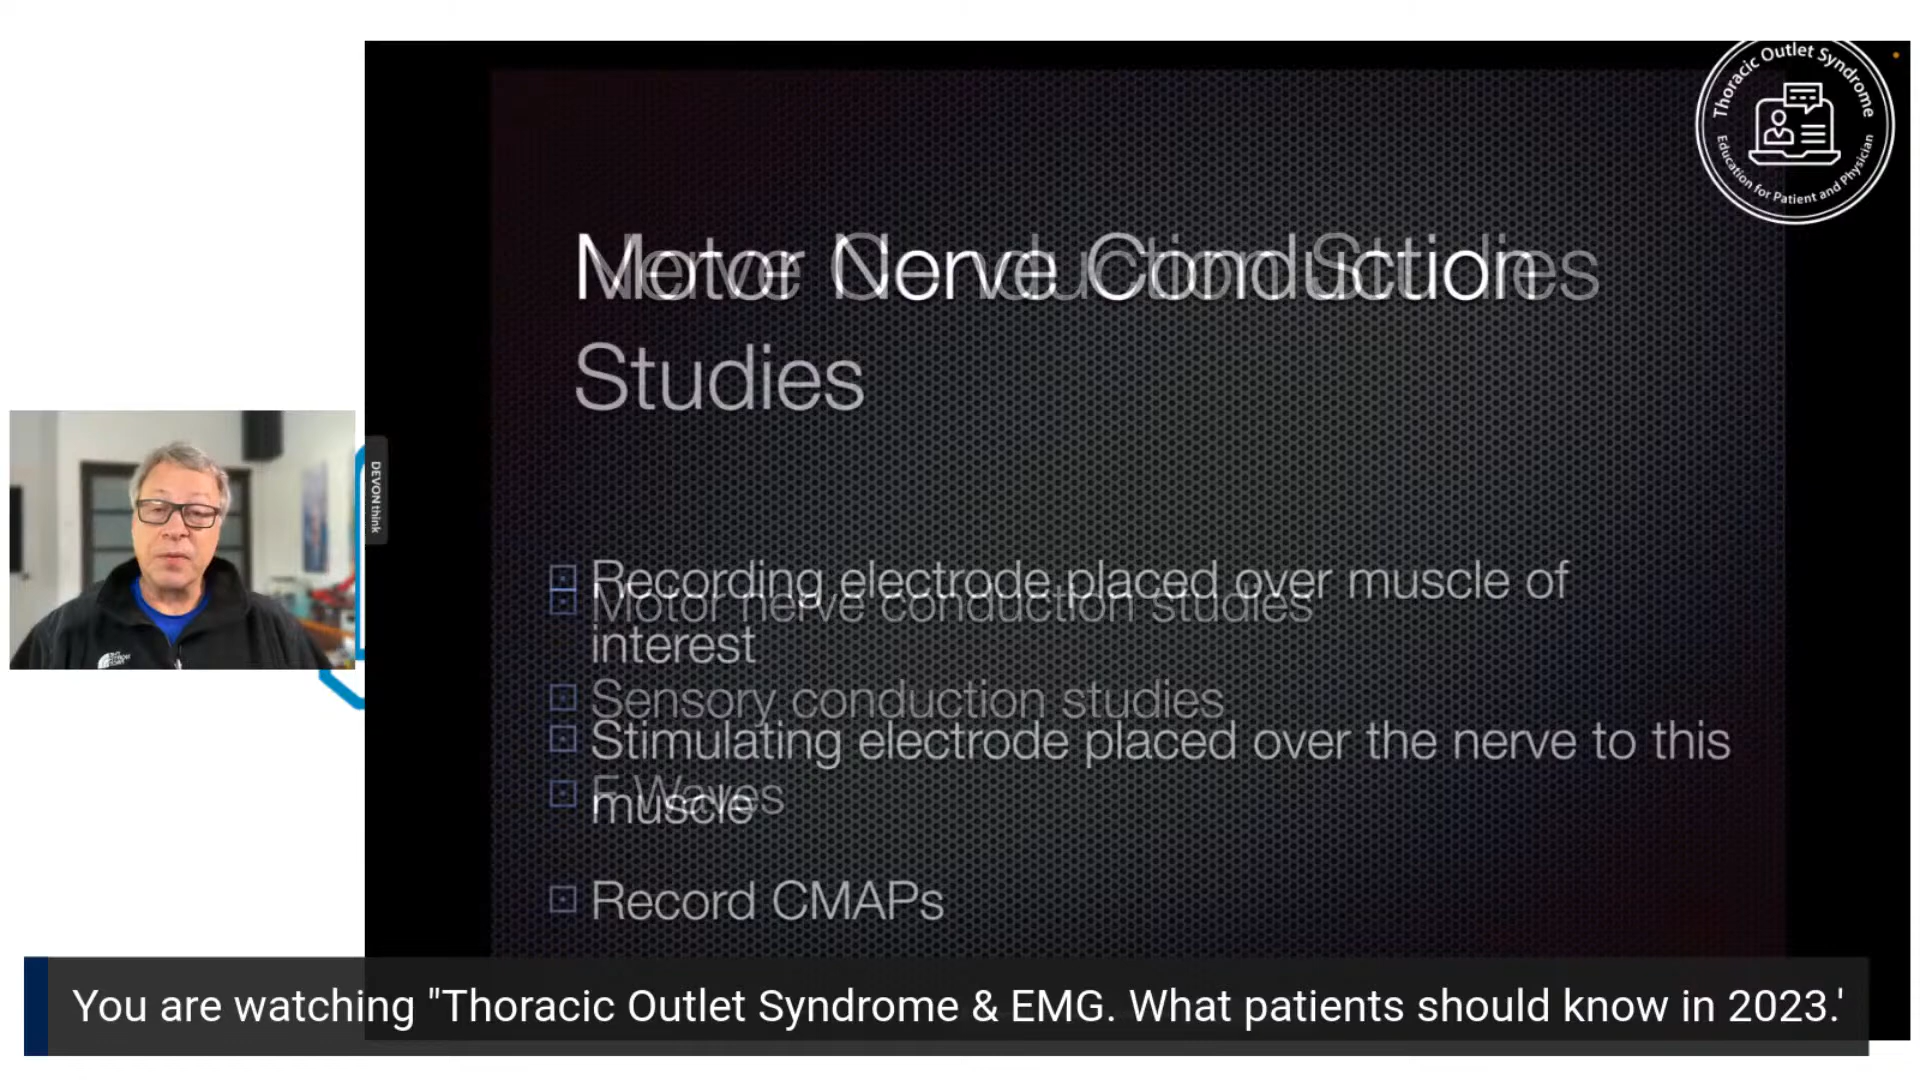 Thoracic Outlet Syndrome
Education for Patient and Physician
Motor Nerve Conduction
Studies
Nerve Conduction Studies
Recording electrode placed over muscle of
interest
Motor nerve conduction studies
Sensory conduction studies
Stimulating electrode placed over the nerve to this
muscle
F Waves
Record CMAPs
DEVONthink
You are watching "Thoracic Outlet Syndrome & EMG. What patients should know in 2023.'